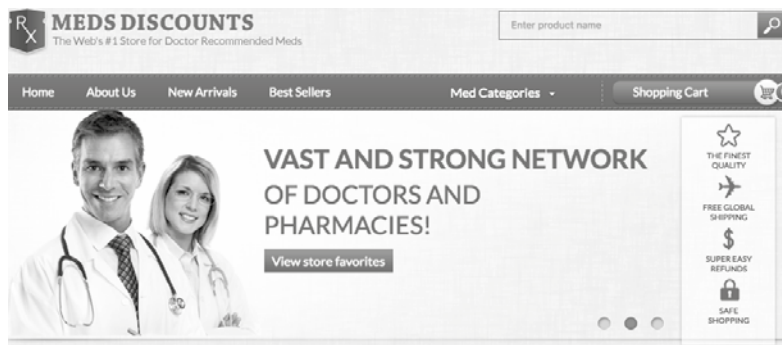 RX
MEDS DISCOUNTS
The Web's #1 Store for Doctor Recommended Meds
Enter product name
Home
About Us
New Arrivals
Best Sellers
Med Categories
Shopping Cart
VAST AND STRONG NETWORK
OF DOCTORS AND
PHARMACIES!
View store favorites
THE FINEST
QUALITY
FREE GLOBAL
SHIPPING
$
SUPER EASY
REFUNDS
SAFE
SHOPPING